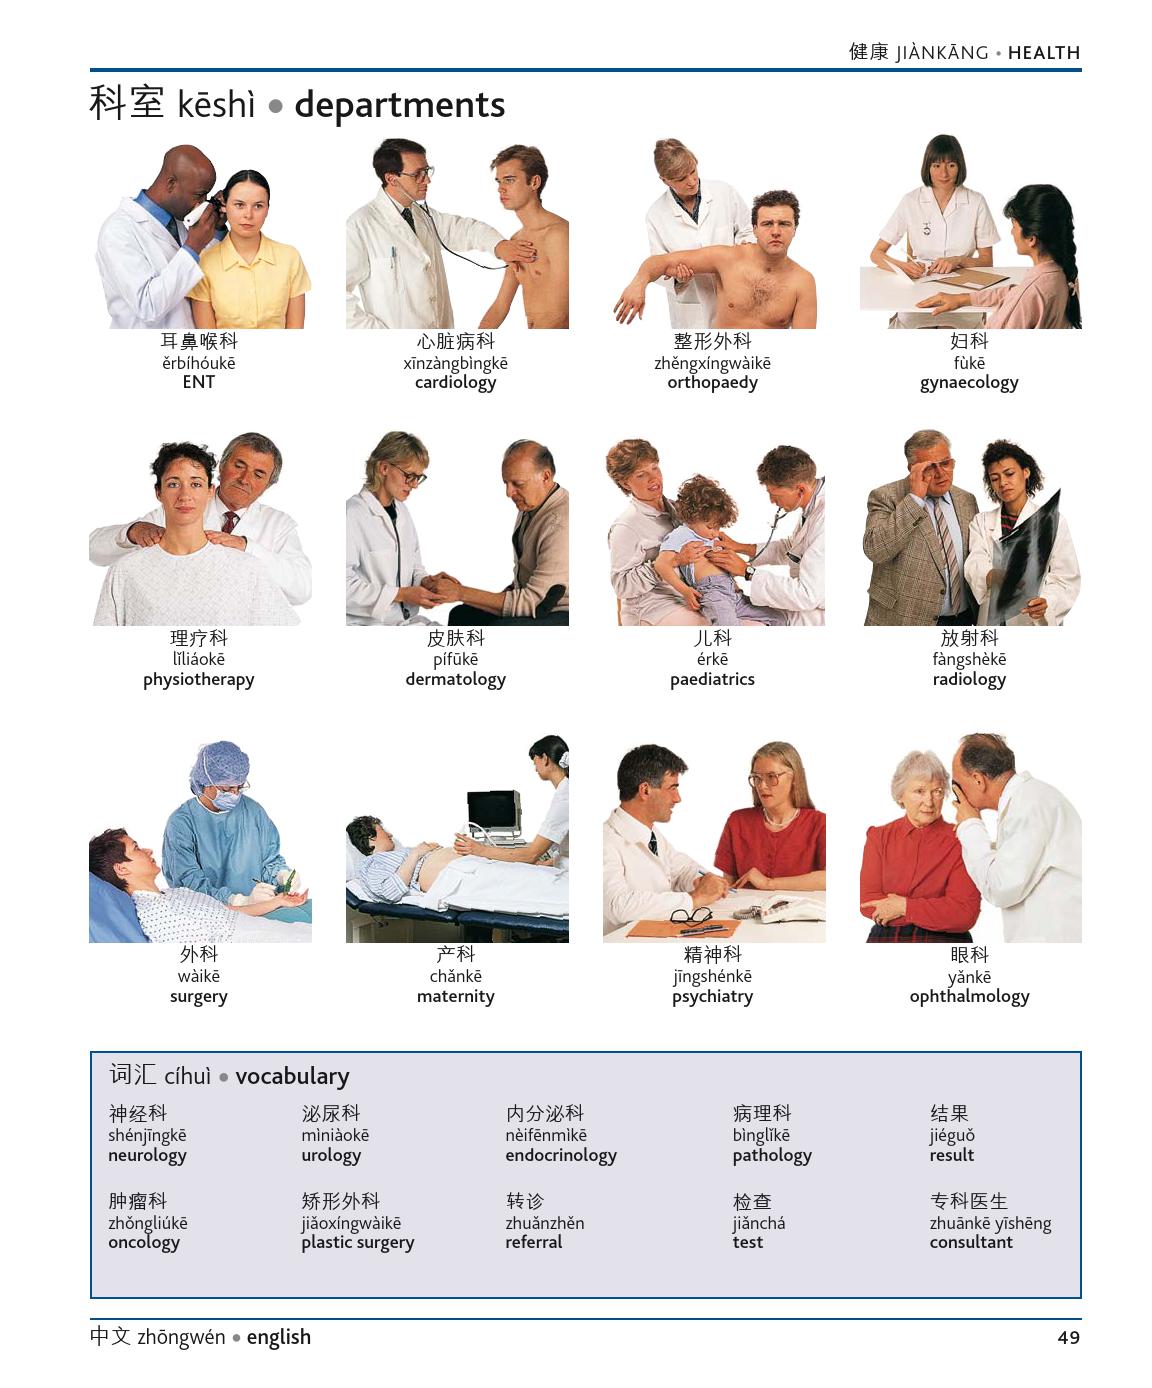 健康 JIÀNKĀNG • HEALTH
科室 kēshì • departments
耳鼻喉科
ěrbíhóukē
ENT
心脏病科
xīnzàngbìngkē
cardiology
整形外科
zhěngxíngwàikē
orthopaedy
妇科
fùkē
gynaecology
理疗科
lǐliáokē
physiotherapy
皮肤科
pífūkē
dermatology
儿科
érkē
paediatrics
放射科
fàngshèkē
radiology
外科
wàikē
surgery
产科
chǎnkē
maternity
精神科
jīngshénkē
psychiatry
眼科
yǎnkē
ophthalmology
词汇 cíhuì • vocabulary
神经科
shénjīngkē
neurology
泌尿科
mìniàokē
urology
内分泌科
nèifēnmìkē
endocrinology
病理科
bìnglǐkē
pathology
结果
jiéguǒ
result
肿瘤科
zhǒngliúkē
oncology
矫形外科
jiǎoxíngwàikē
plastic surgery
转诊
zhuǎnzhěn
referral
检查
jiǎnchá
test
专科医生
zhuānkē yīshēng
consultant
中文 zhōngwén • english
49